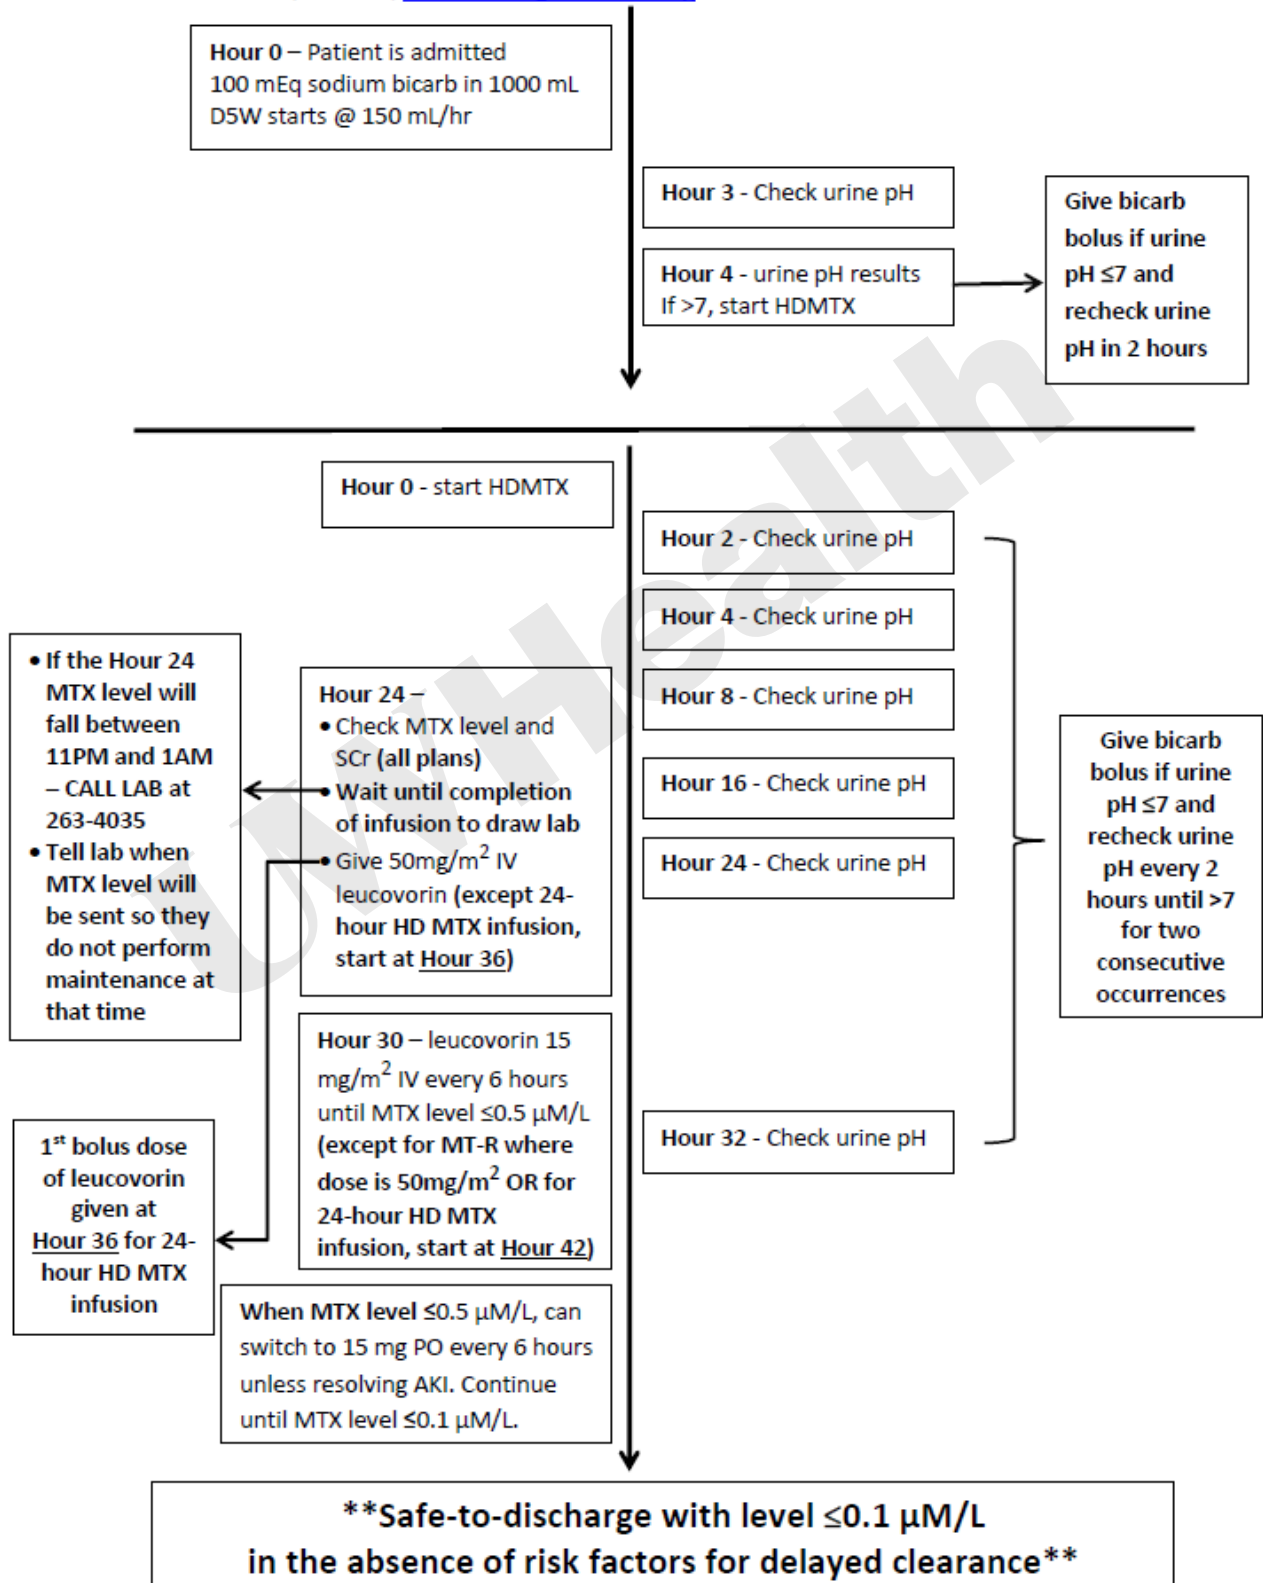 Hour 0 – Patient is admitted
100 mEq sodium bicarb in 1000 mL
D5W starts @ 150 mL/hr
Hour 3 - Check urine pH
Hour 4 - urine pH results
If >7, start HDMTX
Give bicarb
bolus if urine
pH ≤7 and
recheck urine
pH in 2 hours
Hour 0 - start HDMTX
Hour 2 - Check urine pH
Hour 4 - Check urine pH
Hour 8 - Check urine pH
Hour 16 - Check urine pH
Hour 24 - Check urine pH
Hour 32 - Check urine pH
Give bicarb
bolus if urine
pH ≤7 and
recheck urine
pH every 2
hours until >7
for two
consecutive
occurrences
Hour 24 –
• Check MTX level and
SCr (all plans)
• Wait until completion
of infusion to draw lab
• Give 50mg/m² IV
leucovorin (except 24-
hour HD MTX infusion,
start at Hour 36)
• If the Hour 24
MTX level will
fall between
11PM and 1AM
– CALL LAB at
263-4035
• Tell lab when
MTX level will
be sent so they
do not perform
maintenance at
that time
Hour 30 – leucovorin 15
mg/m² IV every 6 hours
until MTX level ≤0.5 µM/L
(except for MT-R where
dose is 50mg/m² OR for
24-hour HD MTX
infusion, start at Hour 42)
1st bolus dose
of leucovorin
given at
Hour 36 for 24-
hour HD MTX
infusion
When MTX level ≤0.5 µM/L, can
switch to 15 mg PO every 6 hours
unless resolving AKI. Continue
until MTX level ≤0.1 µM/L.
**Safe-to-discharge with level ≤0.1 µM/L
in the absence of risk factors for delayed clearance**
UWHealth